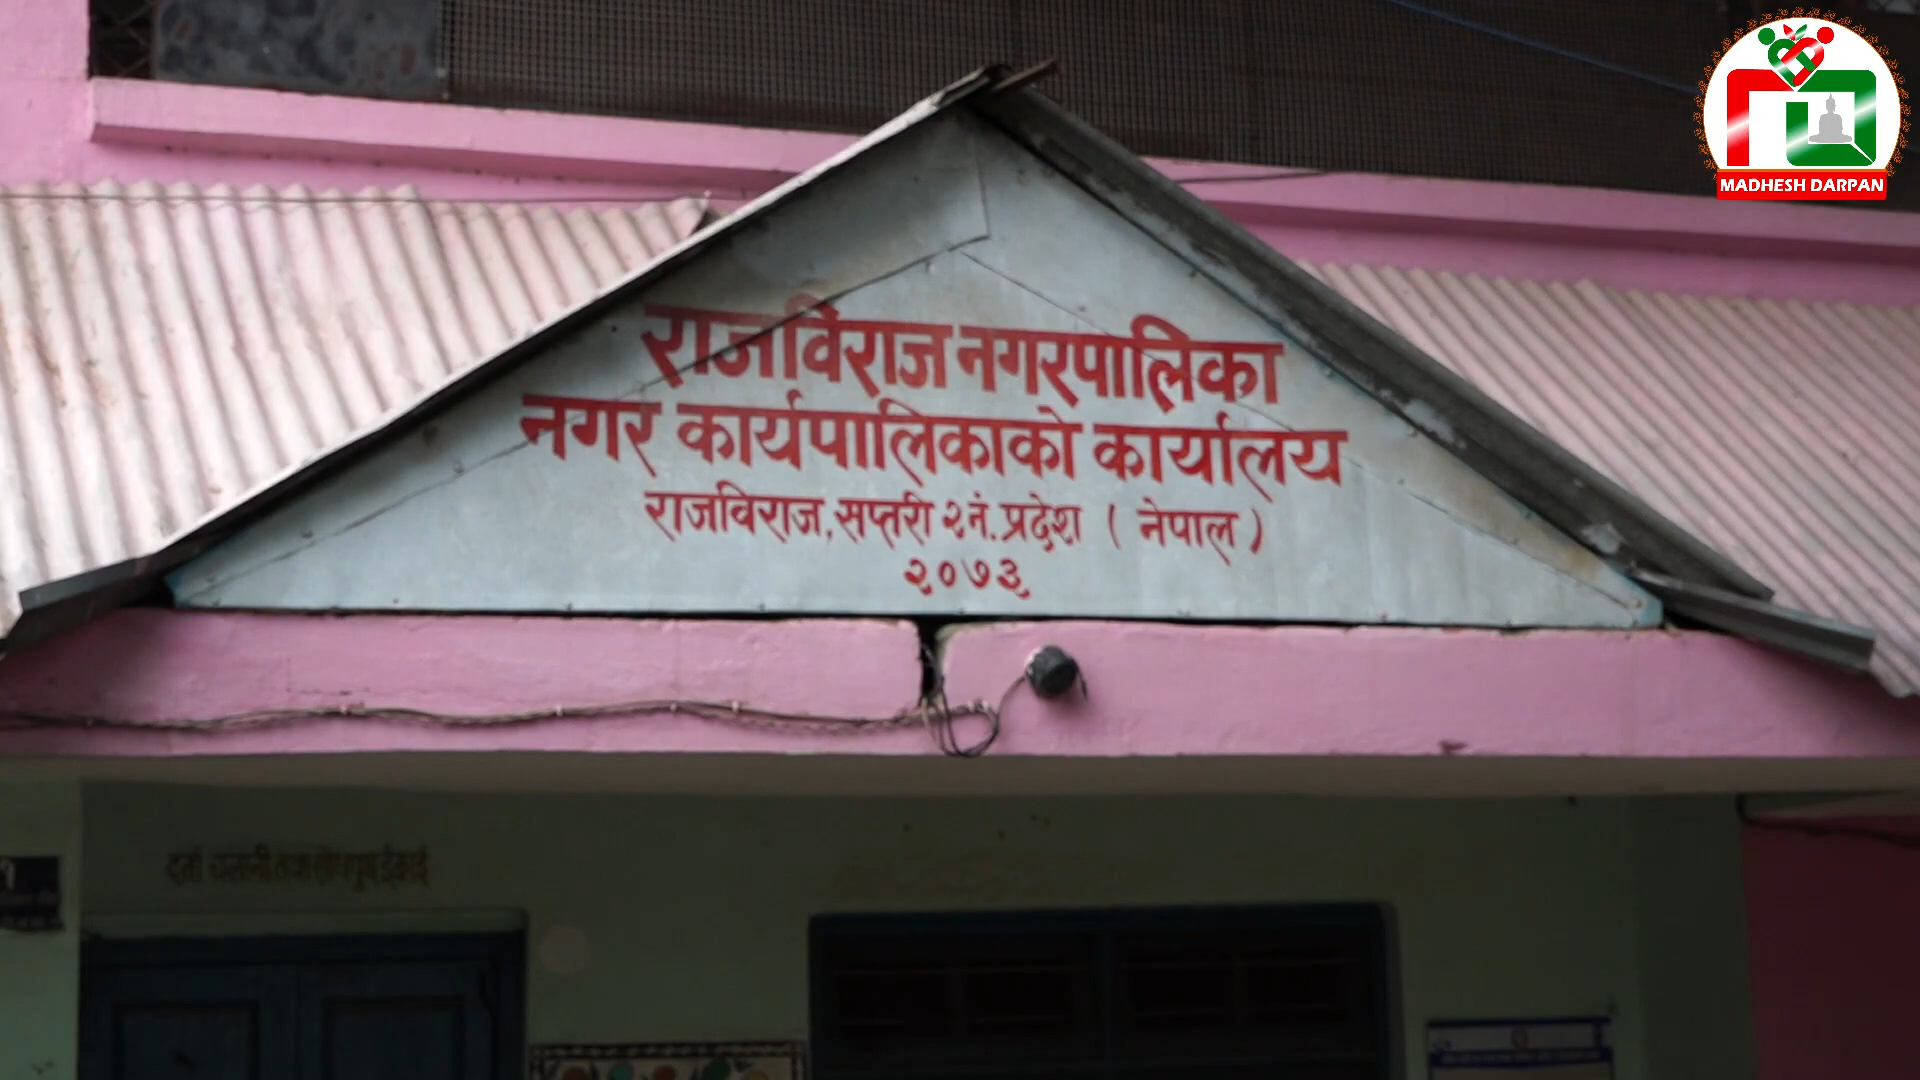 MADHESH DARPAN
राजविराज नगरपालिका
नगर कार्यपालिकाको कार्यालय
राजविराज, सप्तरी २नं. प्रदेश ( नेपाल )
२०७३